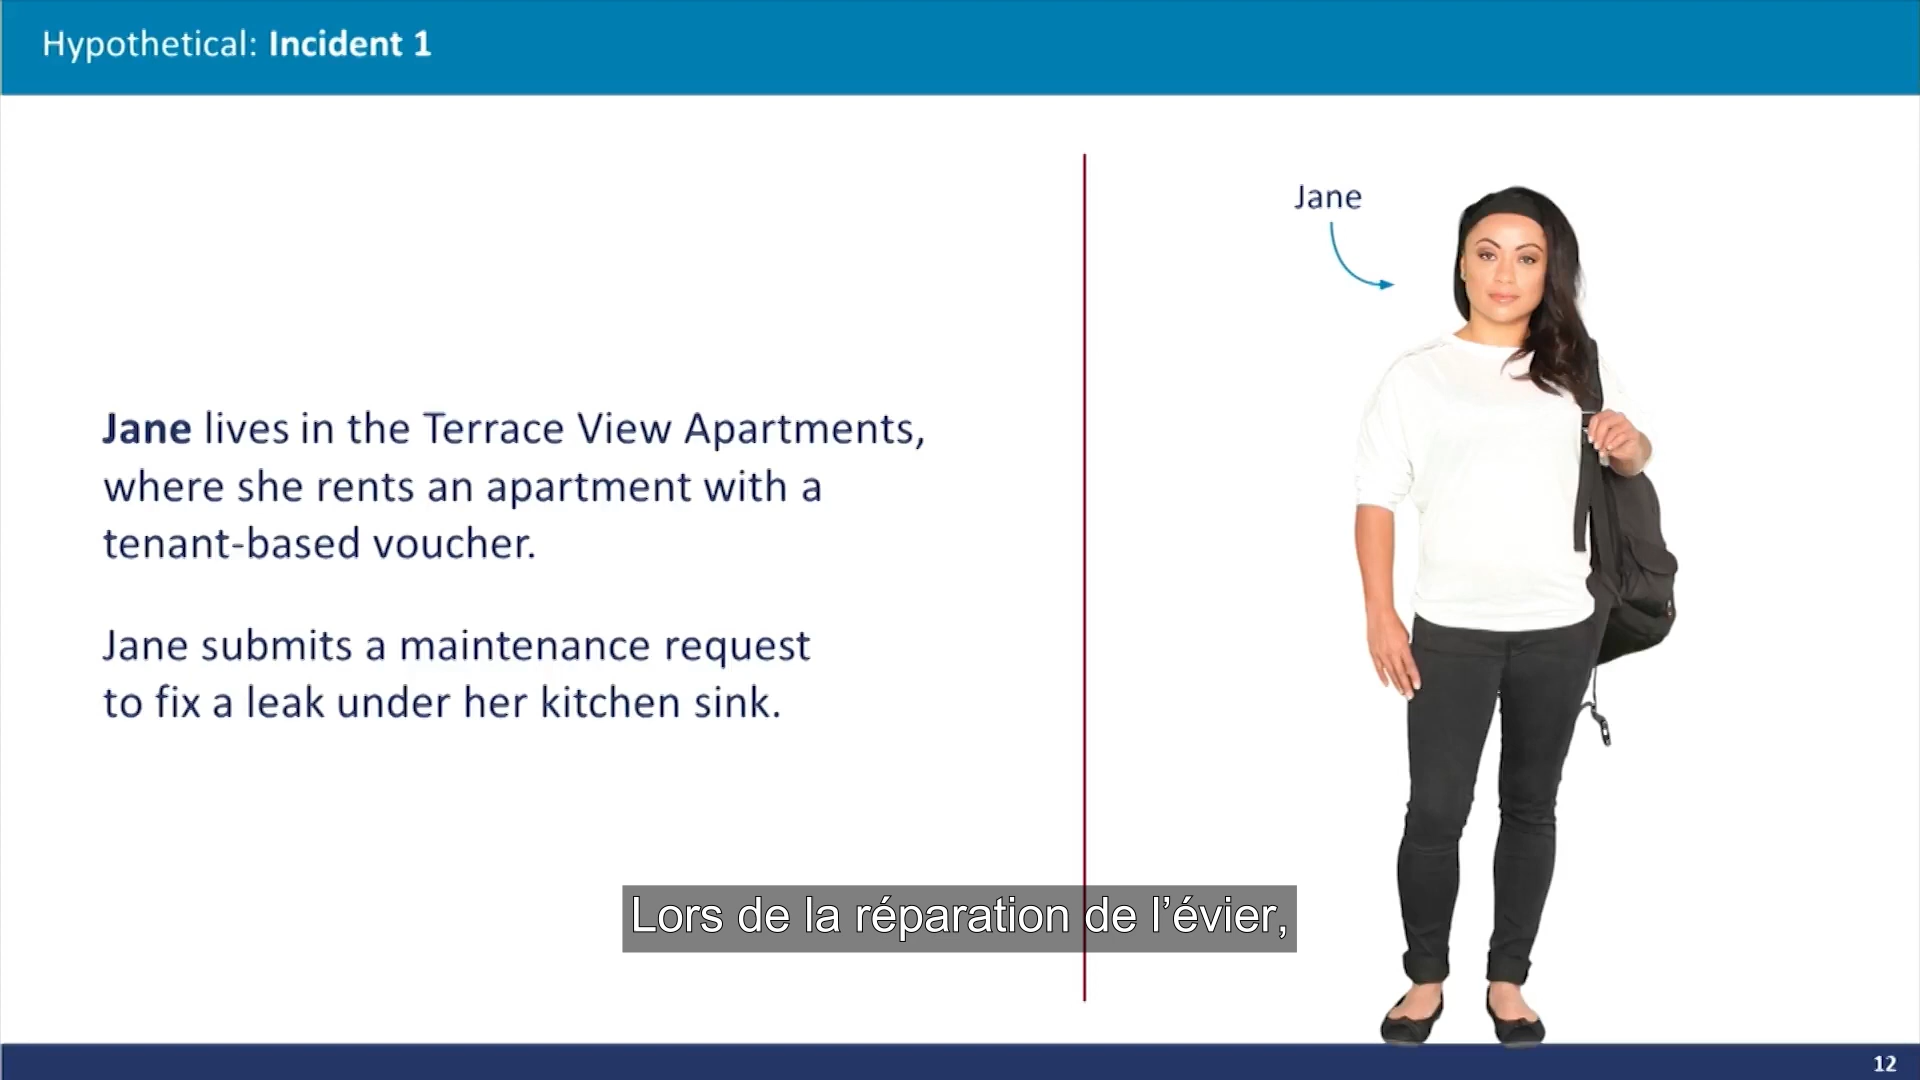 Hypothetical: Incident 1
Jane
Jane lives in the Terrace View Apartments,
where she rents an apartment with a
tenant-based voucher.
Jane submits a maintenance request
to fix a leak under her kitchen sink.
Lors de la réparation de l’évier,
12